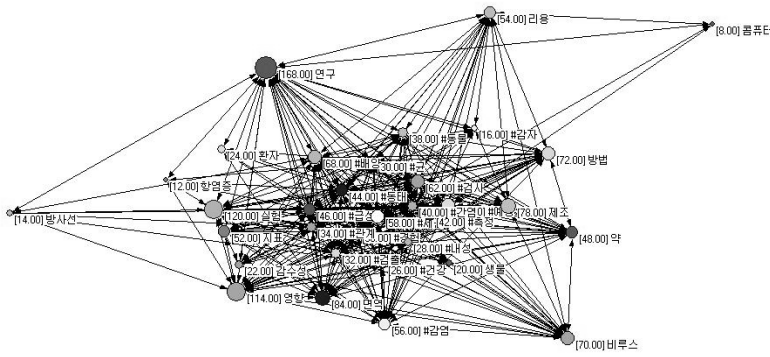 [54.00] 리용
[8.00] 콤퓨터
[168.00] 연구
[38.00] #동물
[16.00] #감자
[24.00] 환자
[68.00] #배양
[30.00] #균
[72.00] 방법
[12.00] 항염증
[44.00] #동태
[62.00] #검사
[14.00] 방사선
[120.00] 실험
[46.00] #급성
[40.00] #간염
[78.00] 제조
[42.00] #측정
[58.00]
[52.00] 지표
[34.00] #관계
[48.00] 약
[28.00] #내성
[32.00] #검출
[22.00] 감수성
[26.00] #건강
[20.00] 생물
[114.00] 영향
[84.00] 면역
[56.00] #감염
[70.00] 비루스